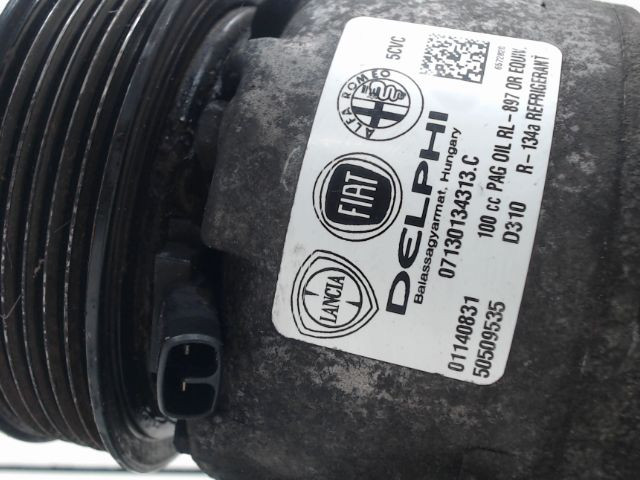 LANCIA
FIAT
ALFA ROMEO
5CVC
DELPHI
Balassagyarmat, Hungary
07130134313.C
100 cc PAG OIL RL-897 OR EQUIV.
D310 R-134a REFRIGERANT
01140831
50509535